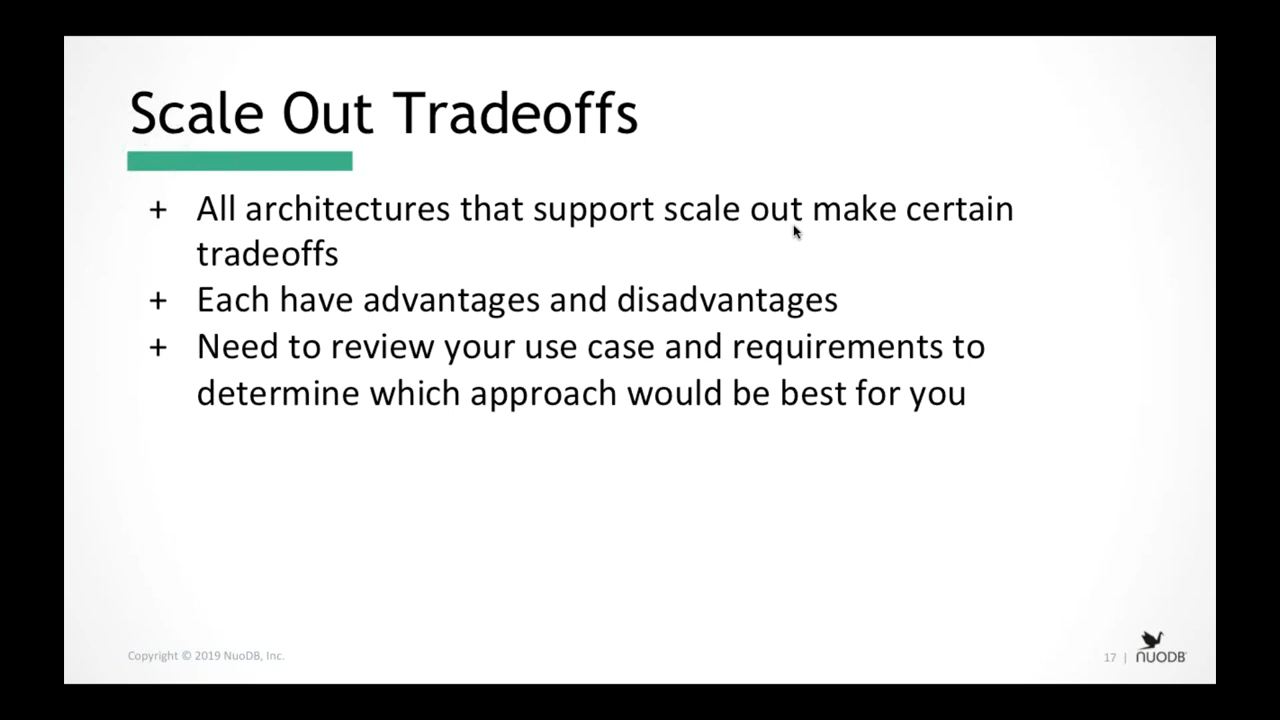 Scale Out Tradeoffs
+ All architectures that support scale out make certain
tradeoffs
+ Each have advantages and disadvantages
+ Need to review your use case and requirements to
determine which approach would be best for you
Copyright © 2019 NuoDB, Inc.
17 | NUODB